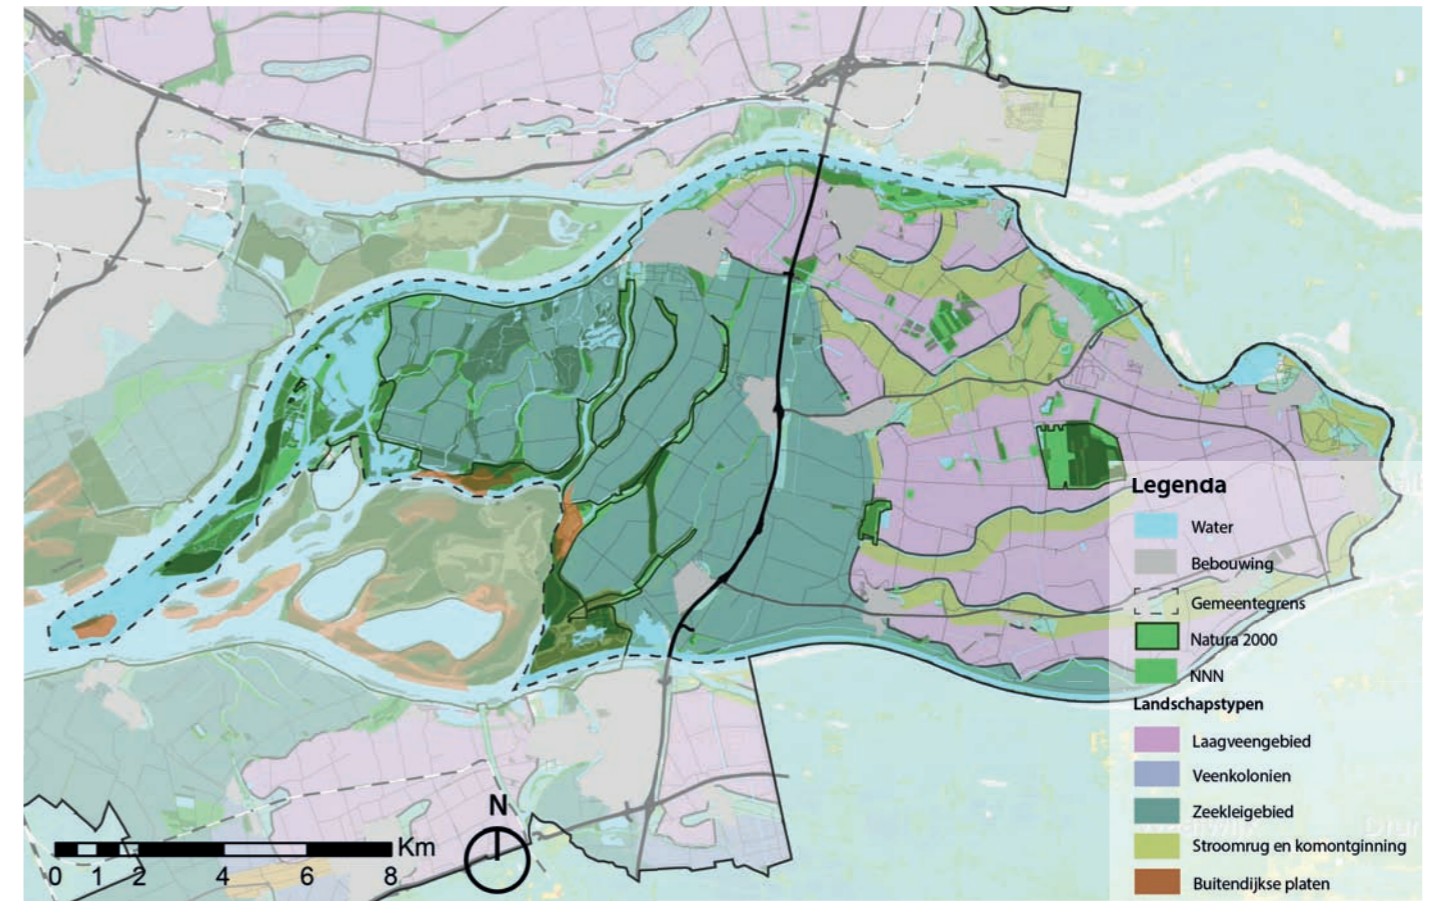 Legenda
Water
Bebouwing
Gemeentegrens
Natura 2000
NNN
Landschapstypen
Laagveengebied
Veenkolonien
Zeekleigebied
Stroomrug en komontginning
Buitendijkse platen
N
Km
0 1 2 4 6 8